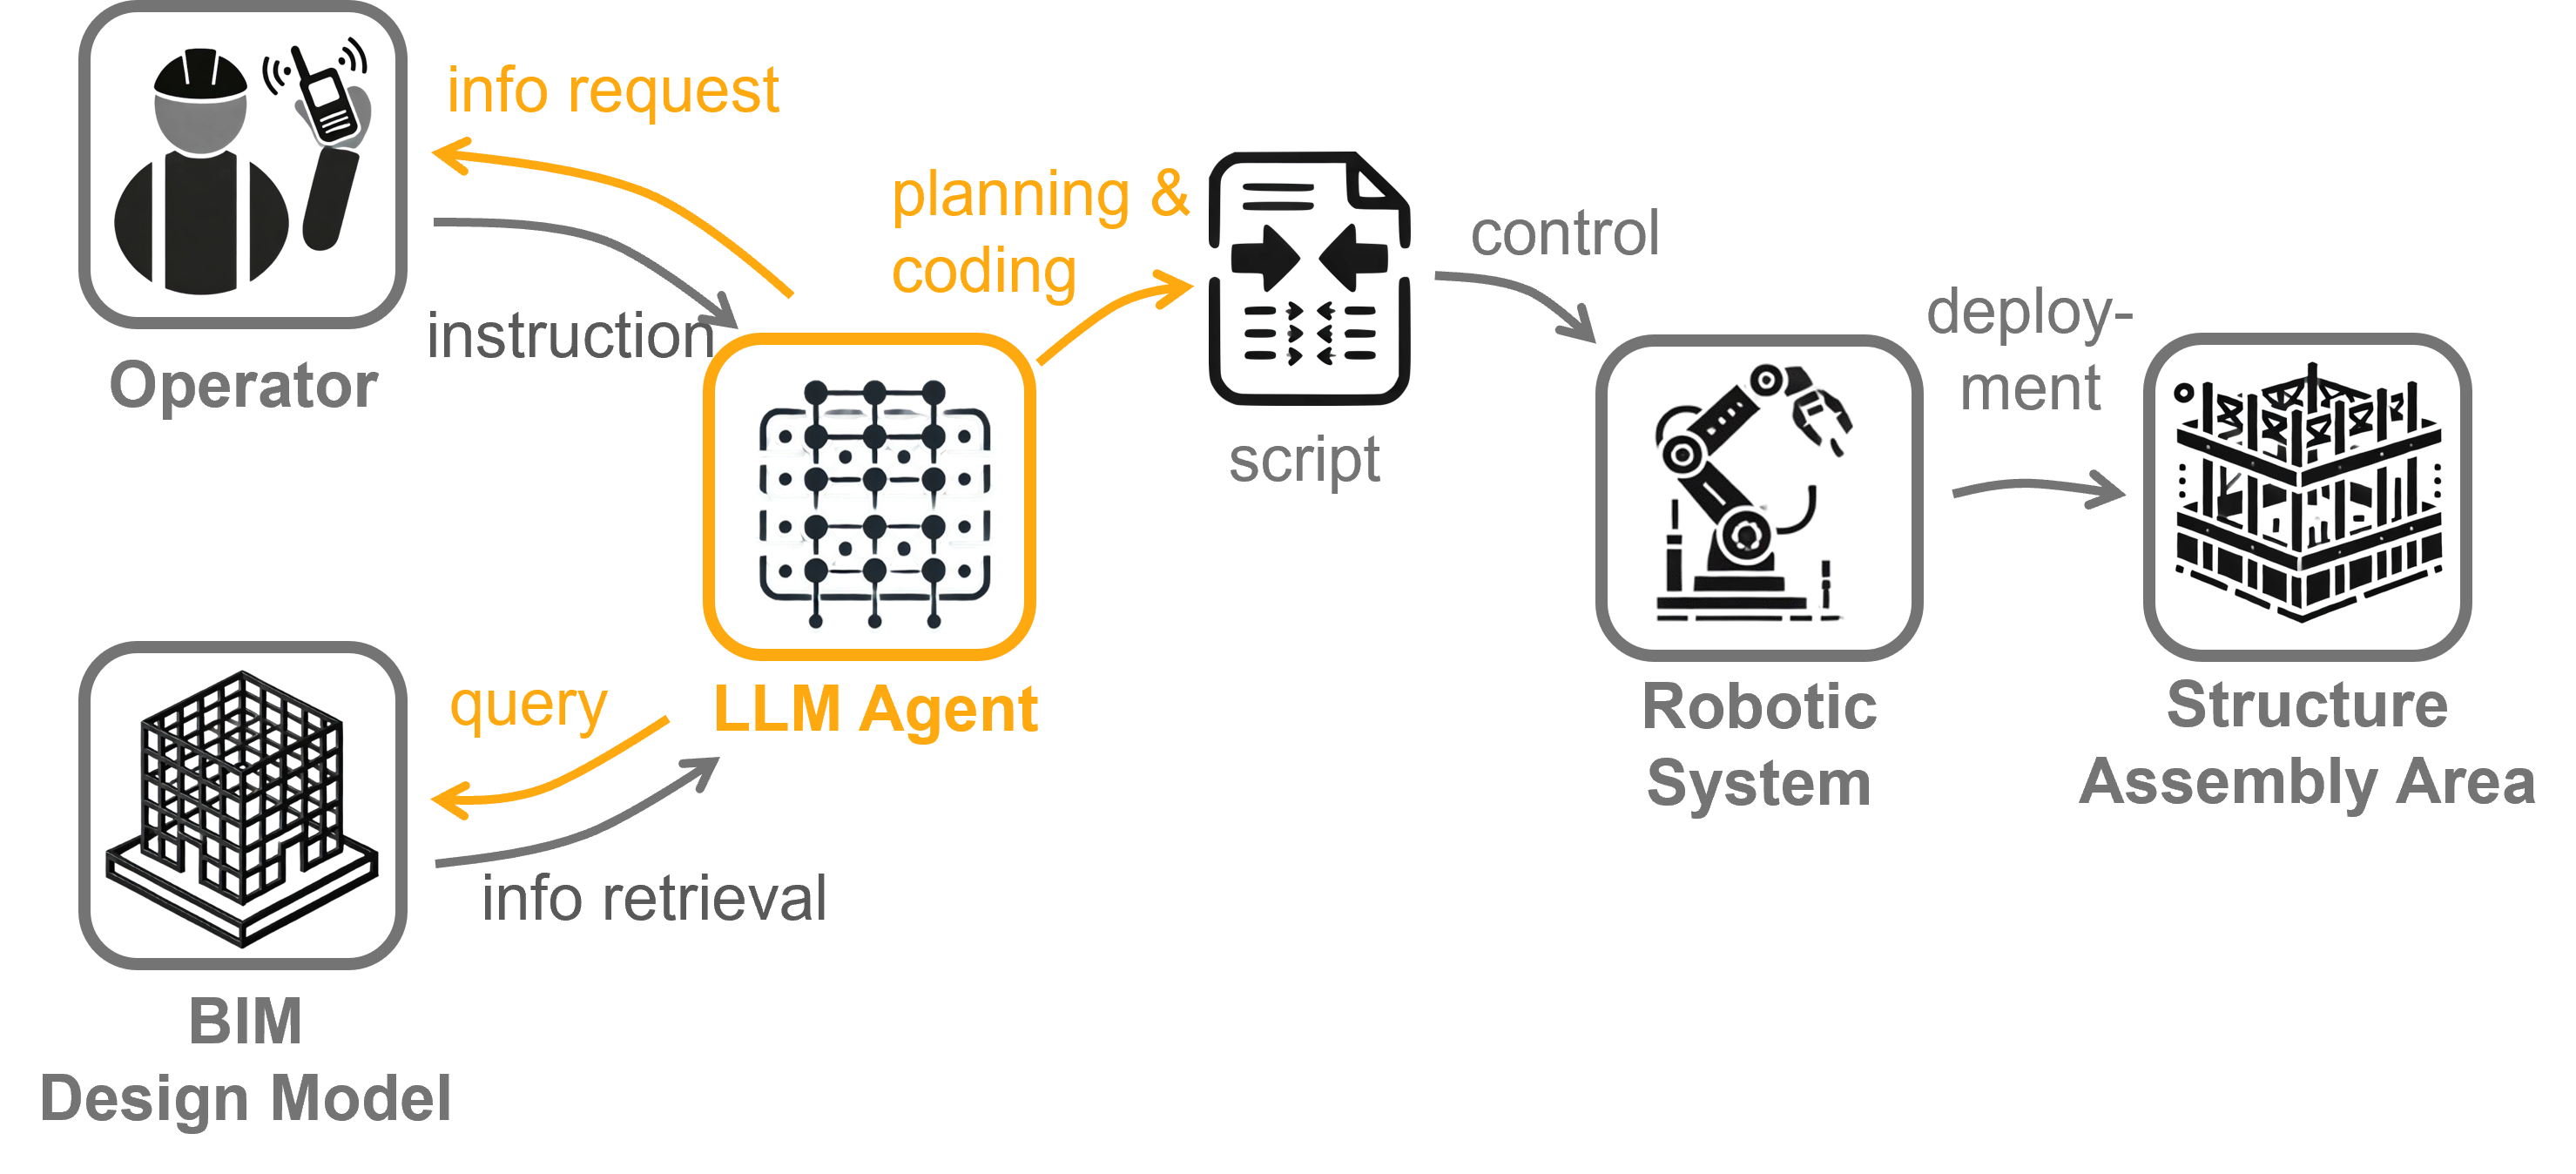 info request
instruction
Operator
planning &
coding
script
control
deploy-
ment
LLM Agent
query
info retrieval
BIM
Design Model
Robotic
System
Structure
Assembly Area